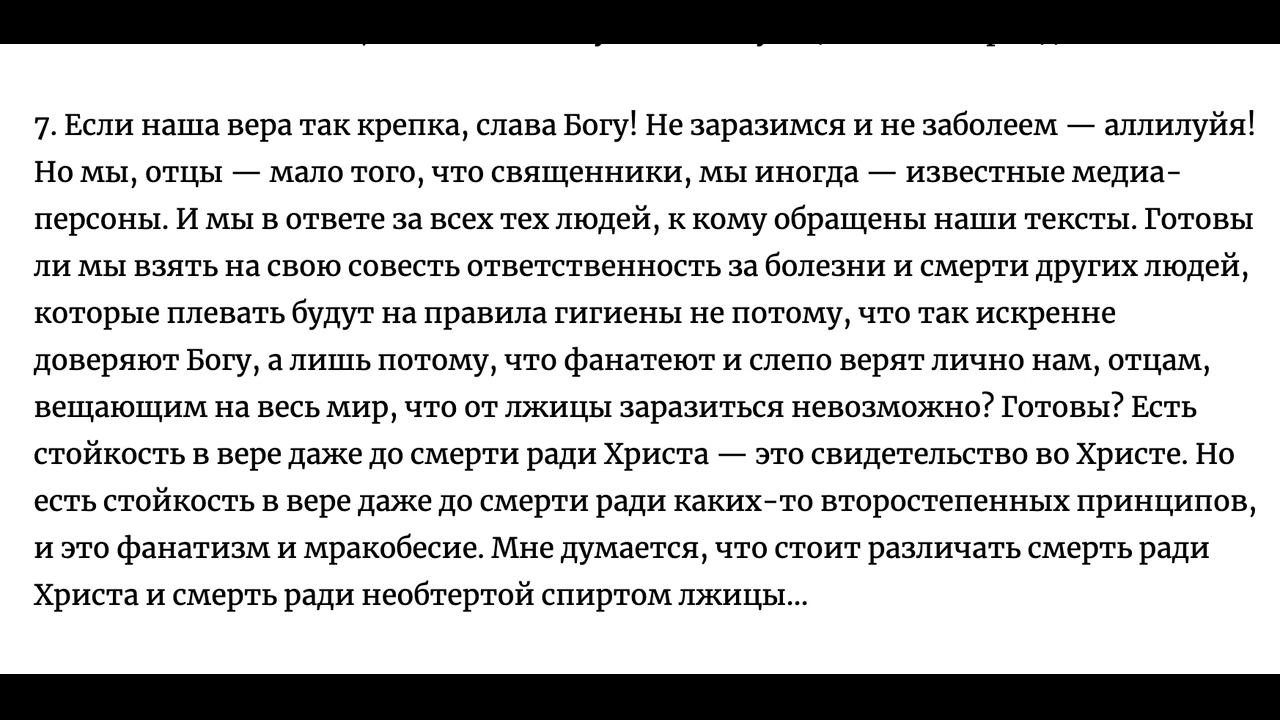 7. Если наша вера так крепка, слава Богу! Не заразимся и не заболеем — аллилуйя!
Но мы, отцы — мало того, что священники, мы иногда — известные медиа-
персоны. И мы в ответе за всех тех людей, к кому обращены наши тексты. Готовы
ли мы взять на свою совесть ответственность за болезни и смерти других людей,
которые плевать будут на правила гигиены не потому, что так искренне
доверяют Богу, а лишь потому, что фанатеют и слепо верят лично нам, отцам,
вещающим на весь мир, что от лжицы заразиться невозможно? Готовы? Есть
стойкость в вере даже до смерти ради Христа — это свидетельство во Христе. Но
есть стойкость в вере даже до смерти ради каких-то второстепенных принципов,
и это фанатизм и мракобесие. Мне думается, что стоит различать смерть ради
Христа и смерть ради необтертой спиртом лжицы...